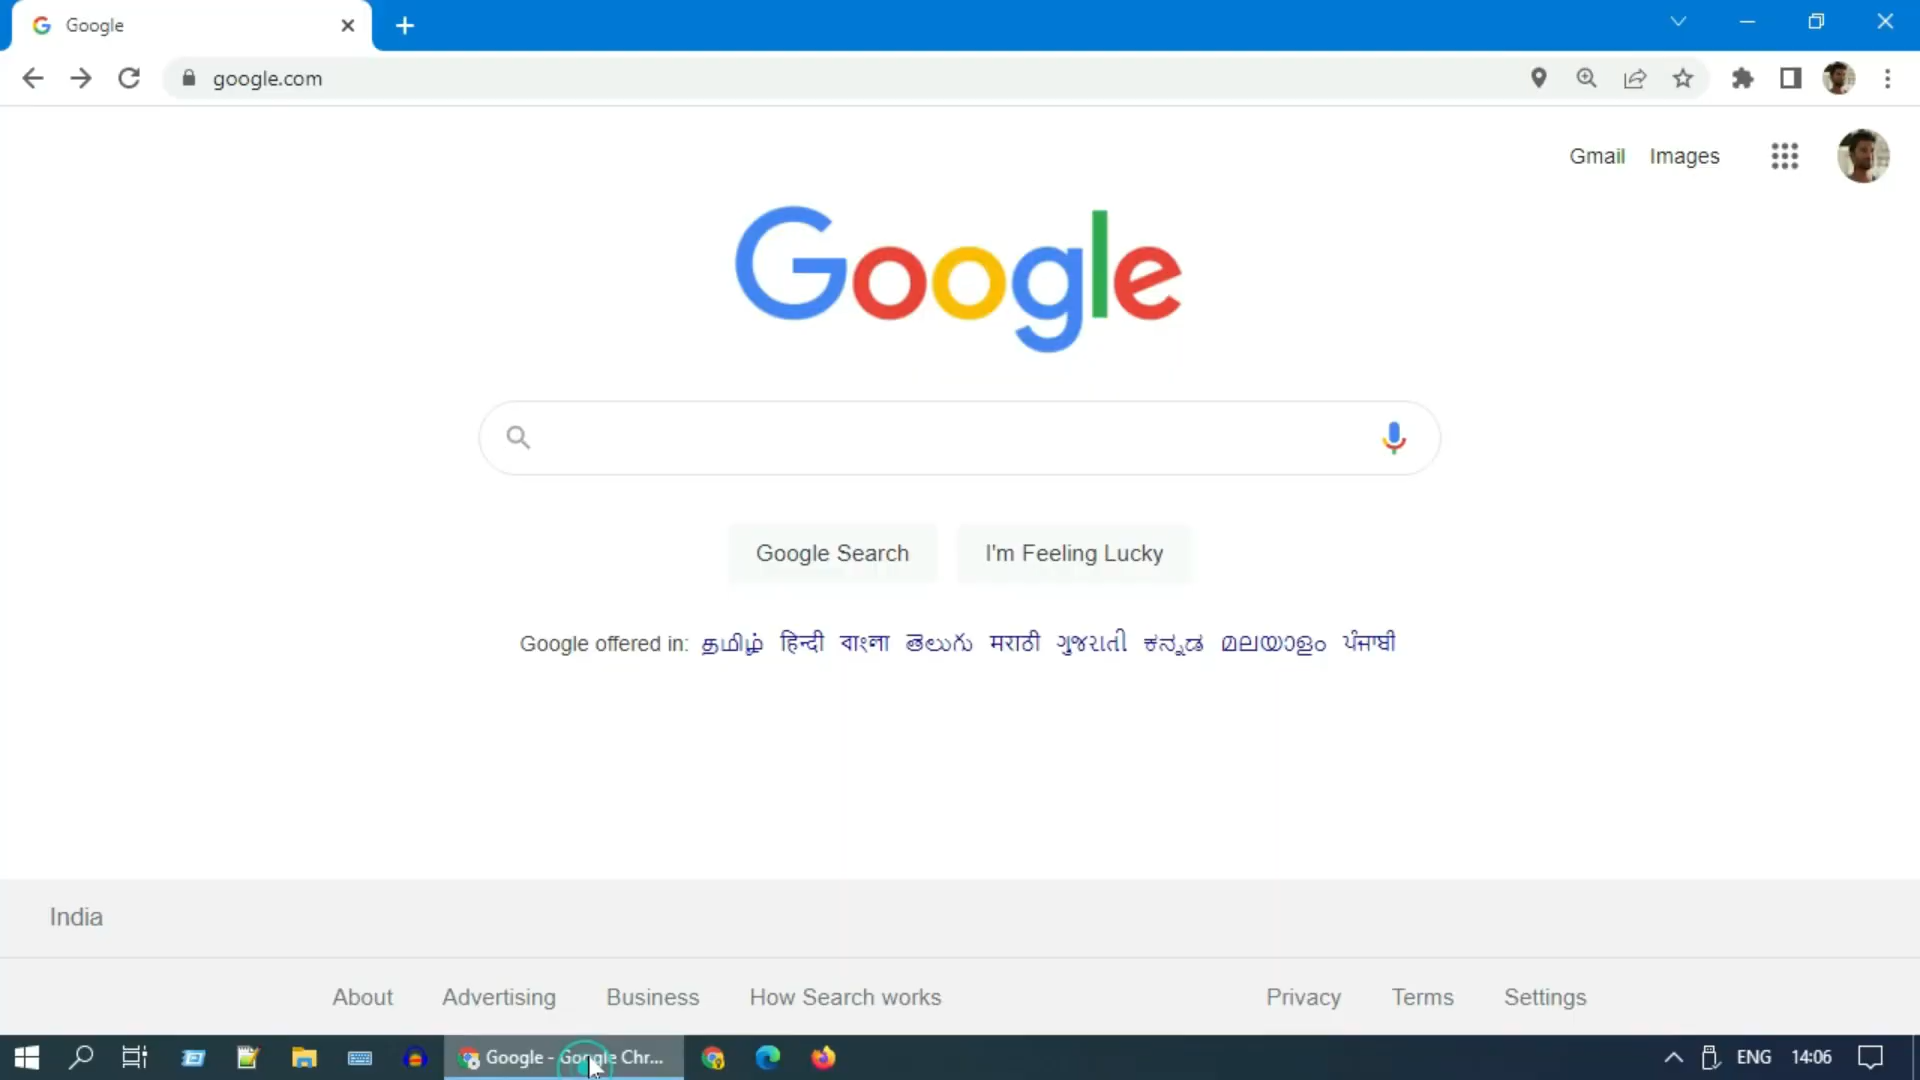 Google
google.com
Gmail Images
Google
Google Search I'm Feeling Lucky
Google offered in: தமிழ் हिन्दी বাংলা తెలుగు मराठी ગુજરાતી ಕನ್ನಡ മലയാളം ਪੰਜਾਬੀ
India
About Advertising Business How Search works Privacy Terms Settings
Google - Google Chr... ENG 14:06